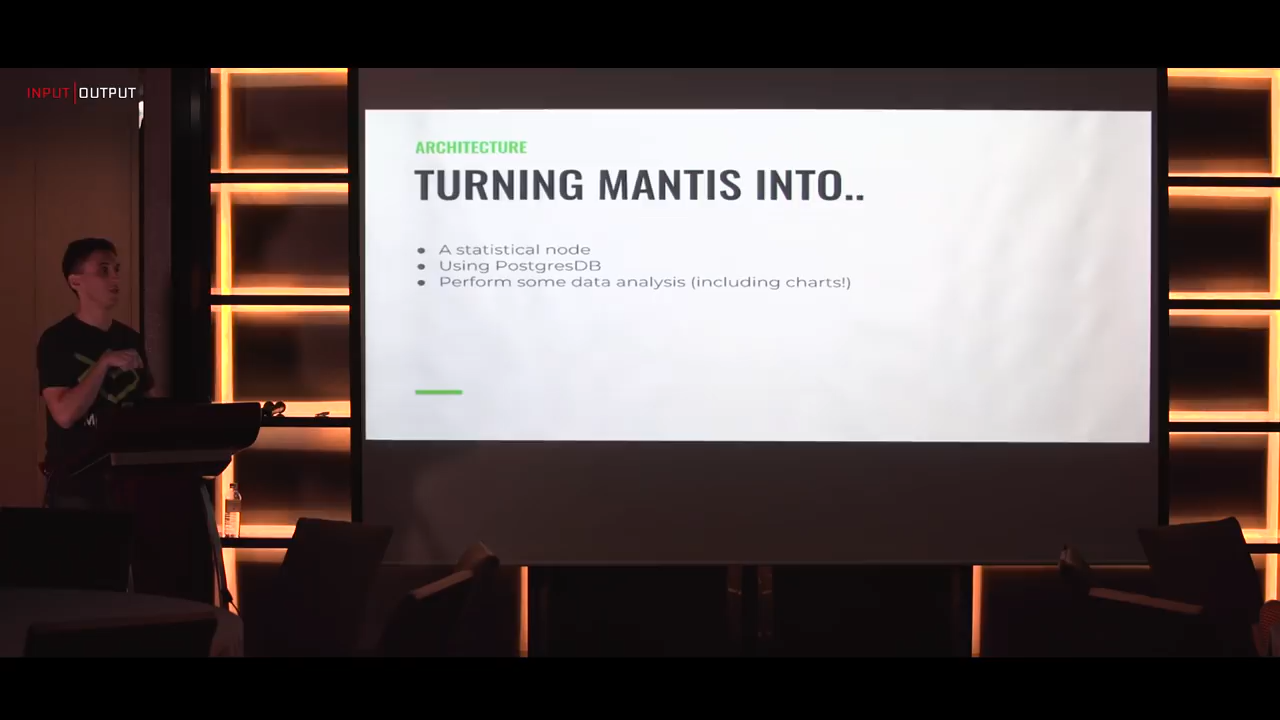 INPUT|OUTPUT
ARCHITECTURE
TURNING MANTIS INTO..
● A statistical node
● Using PostgresDB
● Perform some data analysis (including charts!)